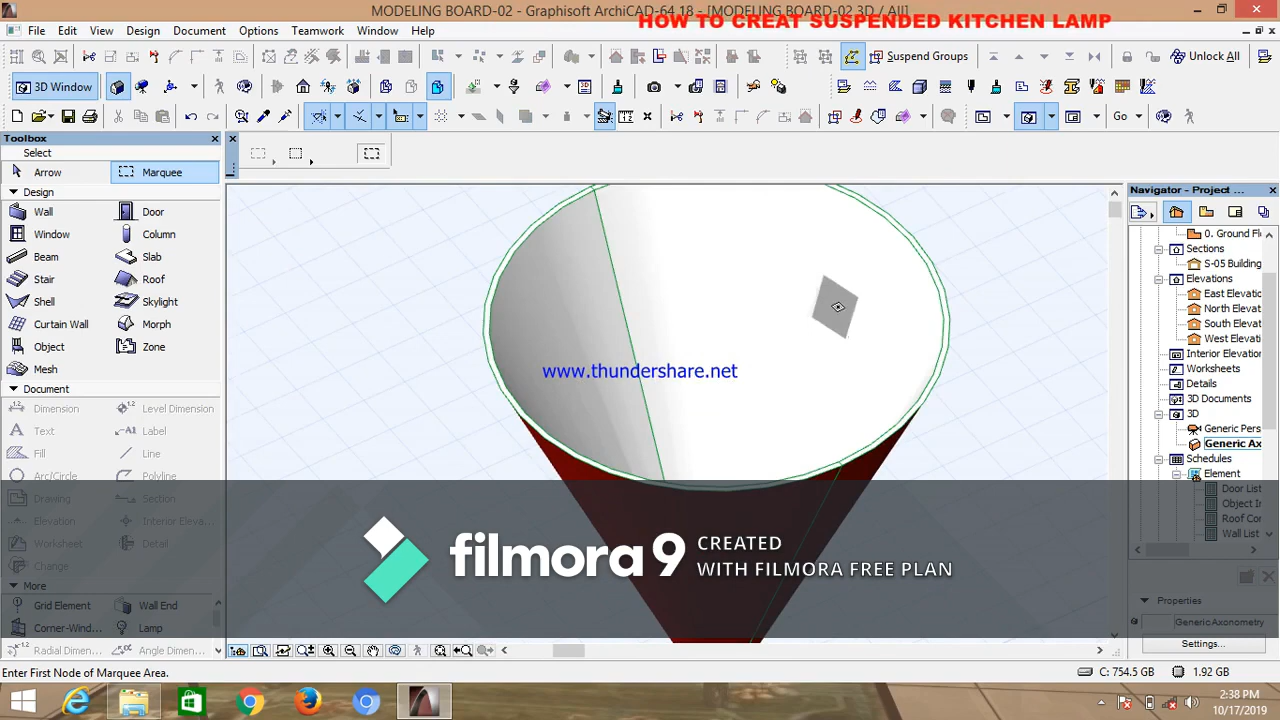 MODELING BOARD-02 - Graphisoft ArchiCAD-64 18 - [MODELING BOARD-02 3D / All]
HOW TO CREAT SUSPENDED KITCHEN LAMP
File Edit View Design Document Options Teamwork Window Help
Suspend Groups Unlock All
3D Window
Go
Toolbox
Select
Arrow Marquee
Design
Wall Door
Window Column
Beam Slab
Stair Roof
Shell Skylight
Curtain Wall Morph
Object Zone
Mesh
Document
Dimension Level Dimension
Text Label
Fill Line
Arc/Circle Polyline
Drawing Section
Elevation Interior Eleva...
Worksheet Detail
Change
More
Grid Element Wall End
Corner-Windo... Lamp
Radial Dimen... Angle Dimen...
www.thundershare.net
filmora 9 CREATED
WITH FILMORA FREE PLAN
Navigator - Project ...
0. Ground Fl
Sections
S-05 Building
Elevations
East Elevatio
North Elevati
South Elevat
West Elevati
Interior Elevation
Worksheets
Details
3D Documents
3D
Generic Pers
Generic Ax
Schedules
Element
Door List
Object In
Roof Cor
Wall List
Properties
Generic Axonometry
Settings...
Enter First Node of Marquee Area.
C: 754.5 GB 1.92 GB
2:38 PM
10/17/2019